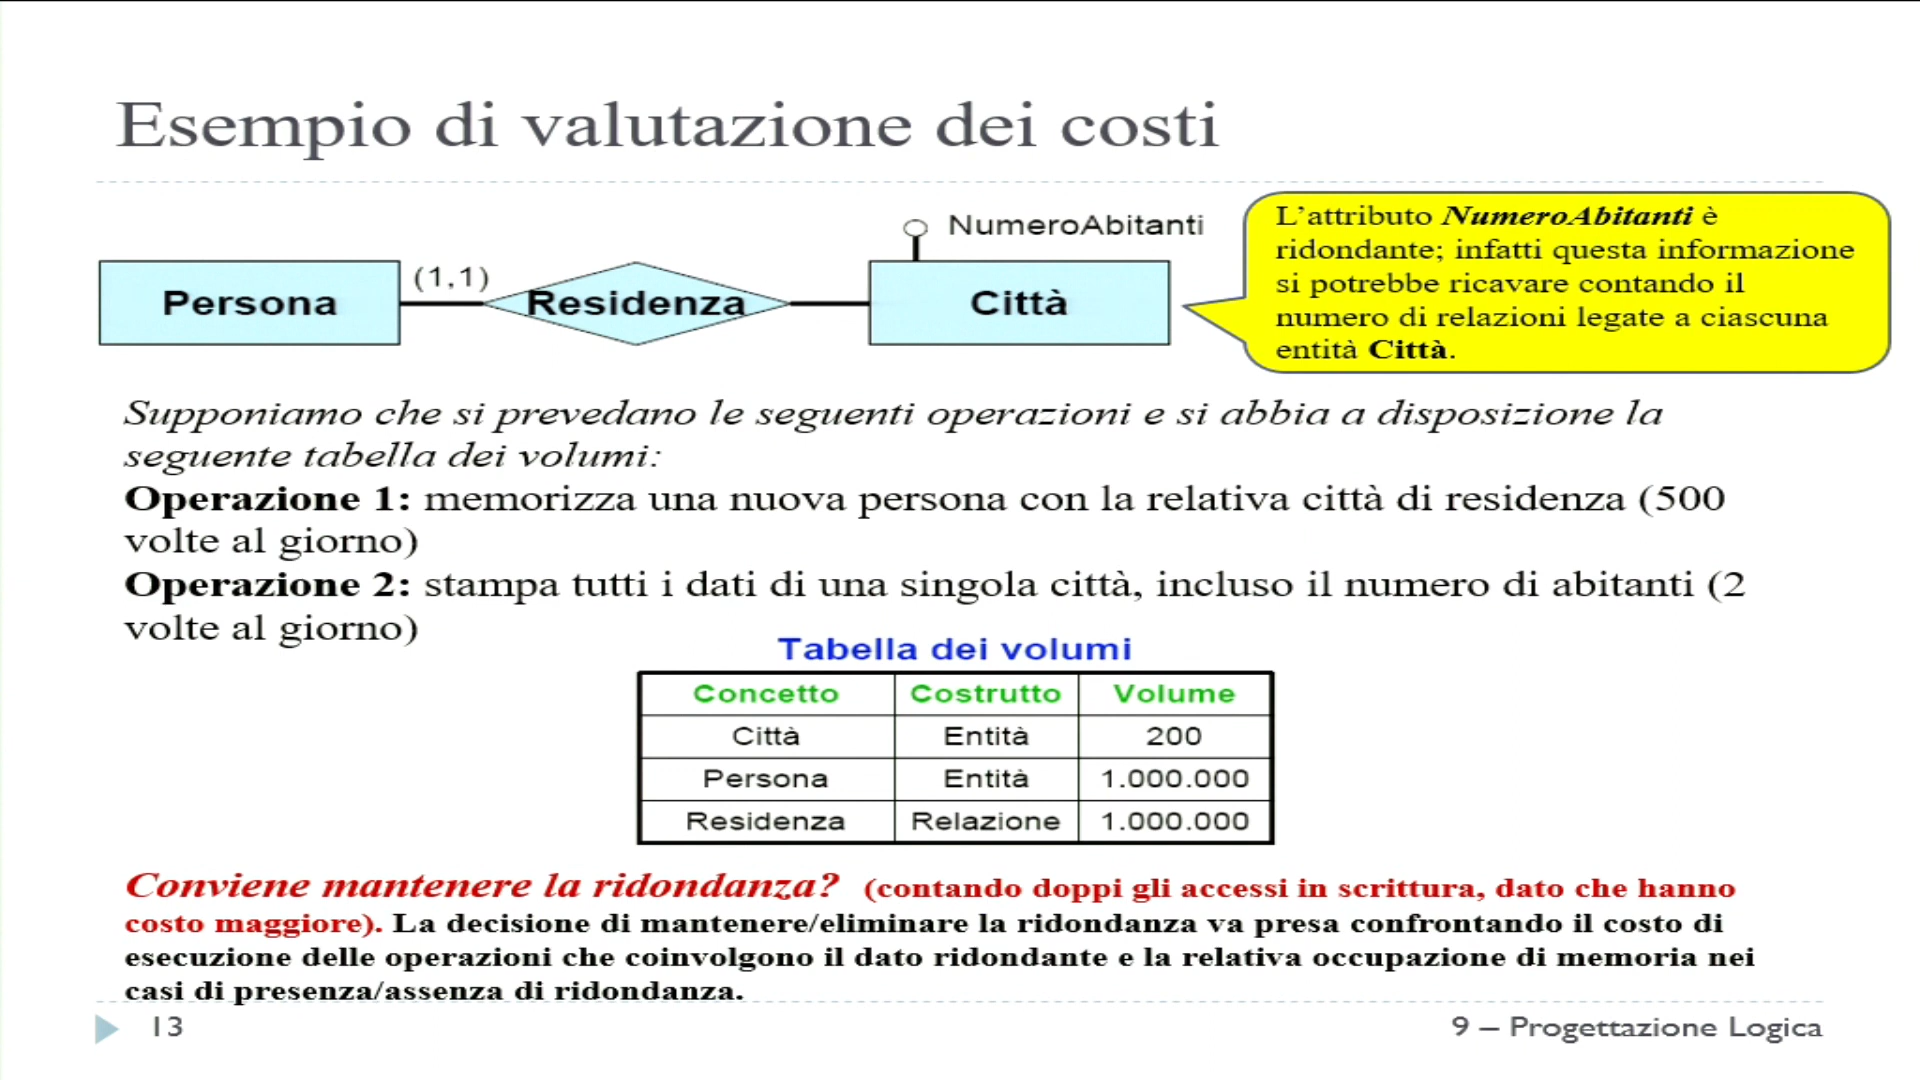 Esempio di valutazione dei costi
NumeroAbitanti
(1,1)
Persona
Residenza
Città
L'attributo NumeroAbitanti è
ridondante; infatti questa informazione
si potrebbe ricavare contando il
numero di relazioni legate a ciascuna
entità Città.
Supponiamo che si prevedano le seguenti operazioni e si abbia a disposizione la
seguente tabella dei volumi:
Operazione 1: memorizza una nuova persona con la relativa città di residenza (500
volte al giorno)
Operazione 2: stampa tutti i dati di una singola città, incluso il numero di abitanti (2
volte al giorno)
Tabella dei volumi
Concetto Costrutto Volume
Città Entità 200
Persona Entità 1.000.000
Residenza Relazione 1.000.000
Conviene mantenere la ridondanza? (contando doppi gli accessi in scrittura, dato che hanno
costo maggiore). La decisione di mantenere/eliminare la ridondanza va presa confrontando il costo di
esecuzione delle operazioni che coinvolgono il dato ridondante e la relativa occupazione di memoria nei
casi di presenza/assenza di ridondanza.
13
9 – Progettazione Logica